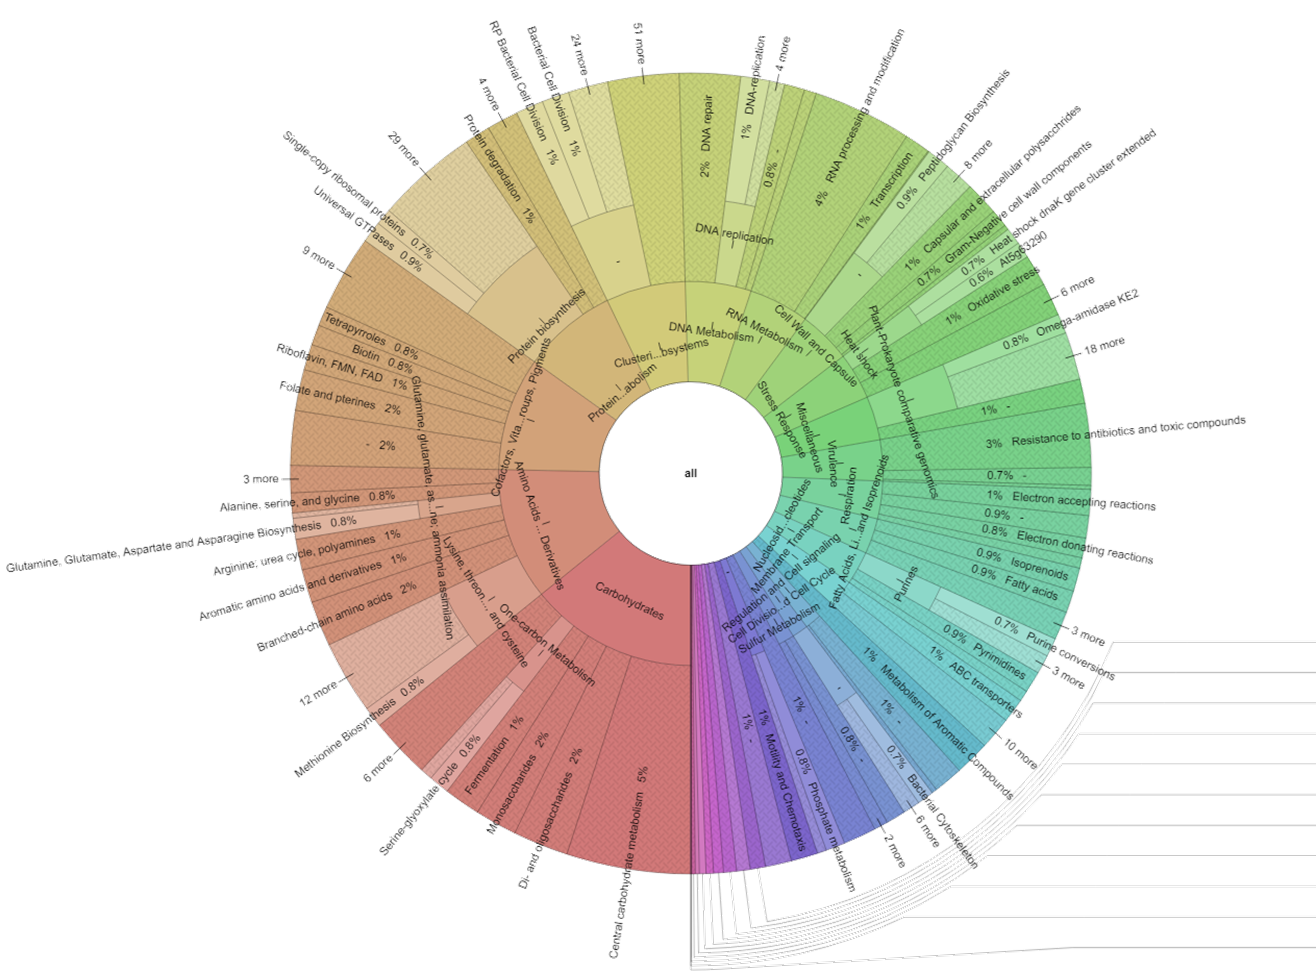 all
Carbohydrates
Central carbohydrate metabolism 5%
Di- and oligosaccharides 2%
Monosaccharides 2%
Fermentation 1%
One-carbon Metabolism
Serine-glyoxylate cycle 0.8%
6 more
Amino Acids ... Derivatives
Lysine, threon... and cysteine
Methionine Biosynthesis 0.8%
12 more
Branched-chain amino acids 2%
Aromatic amino acids and derivatives 1%
Arginine; urea cycle, polyamines 1%
Glutamine, glutamate, as...ne; ammonia assimilation
Glutamine, Glutamate, Aspartate and Asparagine Biosynthesis 0.8%
Alanine, serine, and glycine 0.8%
3 more
Cofactors, Vita...roups, Pigments
- 2%
Folate and pterines 2%
Riboflavin, FMN, FAD 1%
Biotin 0.8%
Tetrapyrroles 0.8%
9 more
Protein...abolism
Protein biosynthesis
Universal GTPases 0.9%
Single-copy ribosomal proteins 0.7%
29 more
Protein degradation 1%
4 more
Clusteri...bsystems
-
RP Bacterial Cell Division 1%
Bacterial Cell Division 1%
24 more
51 more
DNA Metabolism
2% DNA repair
DNA replication
1% DNA-replication
4 more
0.8% -
RNA Metabolism
4% RNA processing and modification
1% Transcription
Cell Wall and Capsule
-
0.9% Peptidoglycan Biosynthesis
8 more
1% Capsular and extracellular polysacchrides
0.7% Gram-Negative cell wall components
Stress Response
Heat shock
0.7% Heat shock dnaK gene cluster extended
0.6% At5g63290
1% Oxidative stress
6 more
Miscellaneous
Plant-Prokaryote comparative genomics
0.8% Omega-amidase KE2
18 more
1% -
Virulence
3% Resistance to antibiotics and toxic compounds
0.7% -
Respiration
1% Electron accepting reactions
0.9% -
0.8% Electron donating reactions
Fatty Acids, Li...and Isoprenoids
0.9% Isoprenoids
0.9% Fatty acids
Nucleosid...cleotides
Purines
3 more
0.7% Purine conversions
3 more
0.9% Pyrimidines
Membrane Transport
1% ABC transporters
10 more
1% Metabolism of Aromatic Compounds
Regulation and Cell signaling
1% -
Cell Divisio...d Cell Cycle
-
0.7% Bacterial Cytoskeleton
6 more
0.8% -
Sulfur Metabolism
1% -
2 more
0.8% Phosphate metabolism
1% Motility and Chemotaxis
1% -